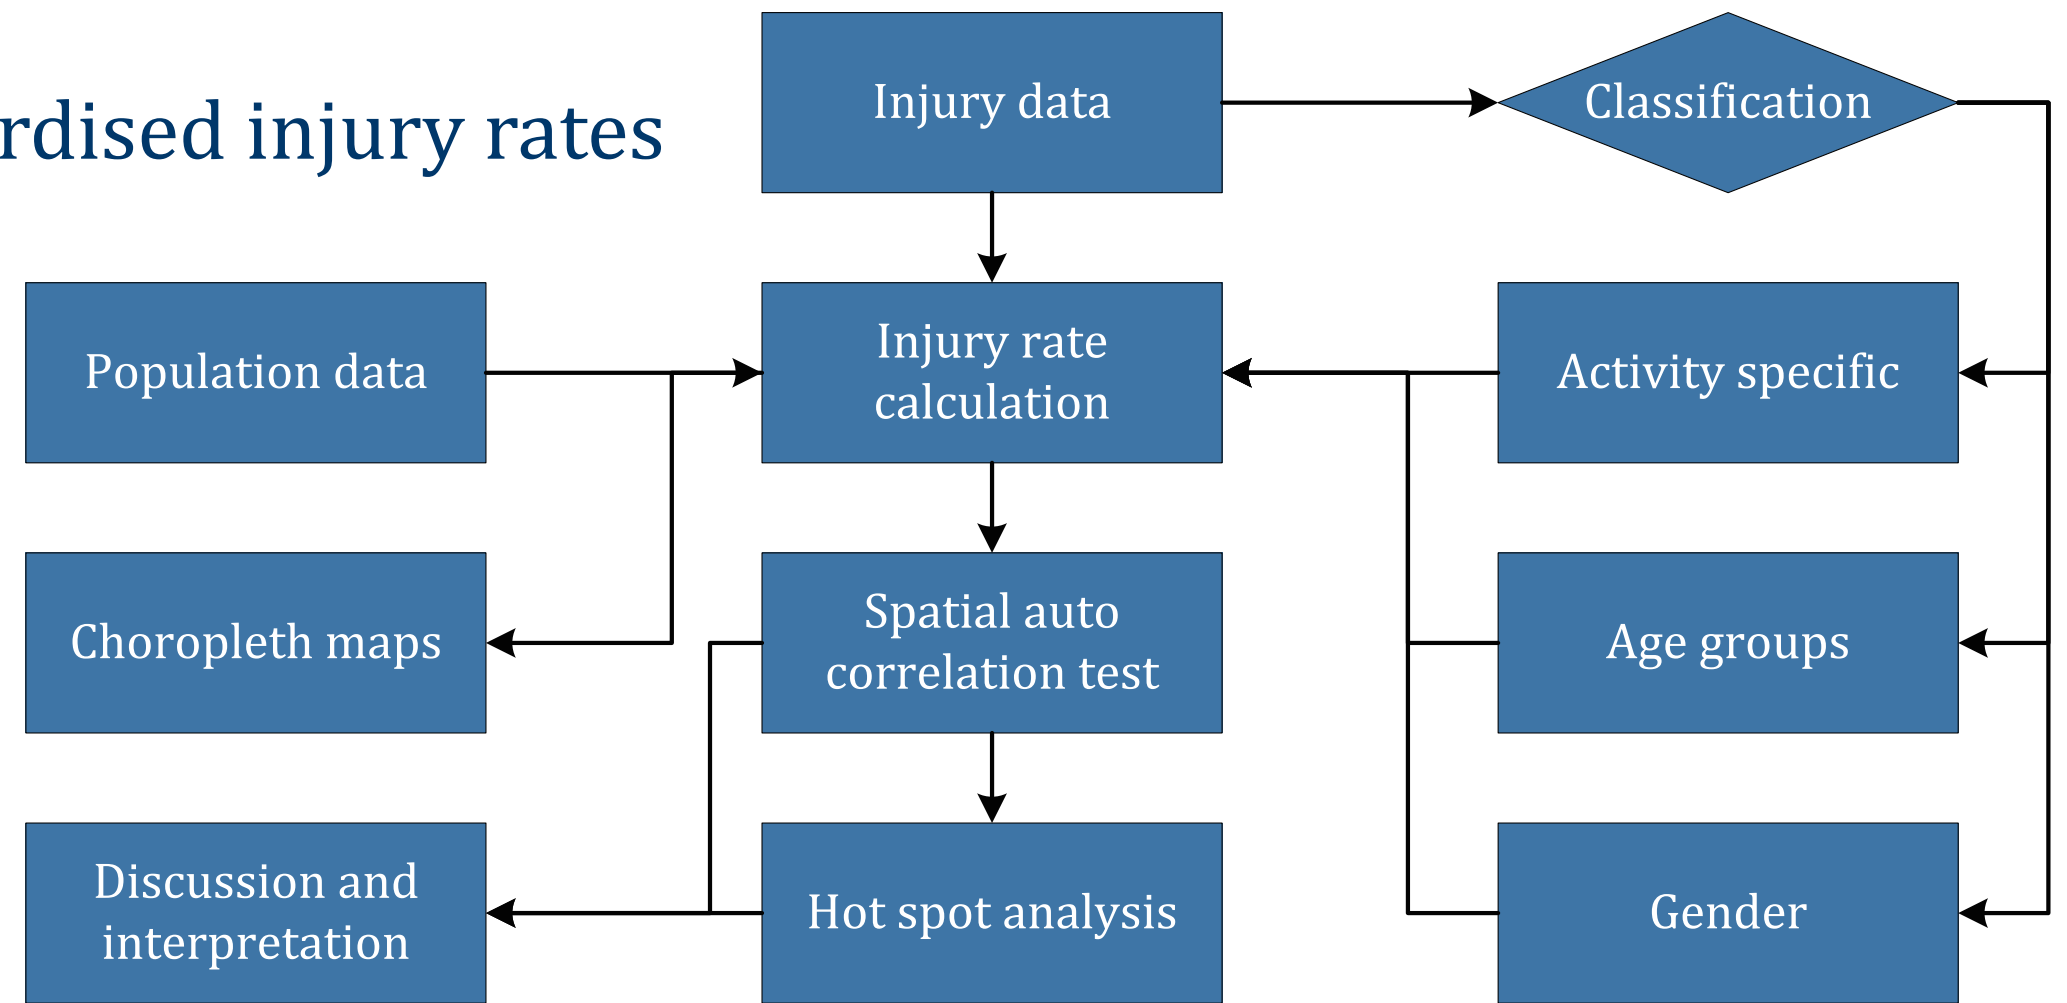 rdised injury rates
Injury data
Classification
Population data
Injury rate
calculation
Activity specific
Choropleth maps
Spatial auto
correlation test
Age groups
Discussion and
interpretation
Hot spot analysis
Gender